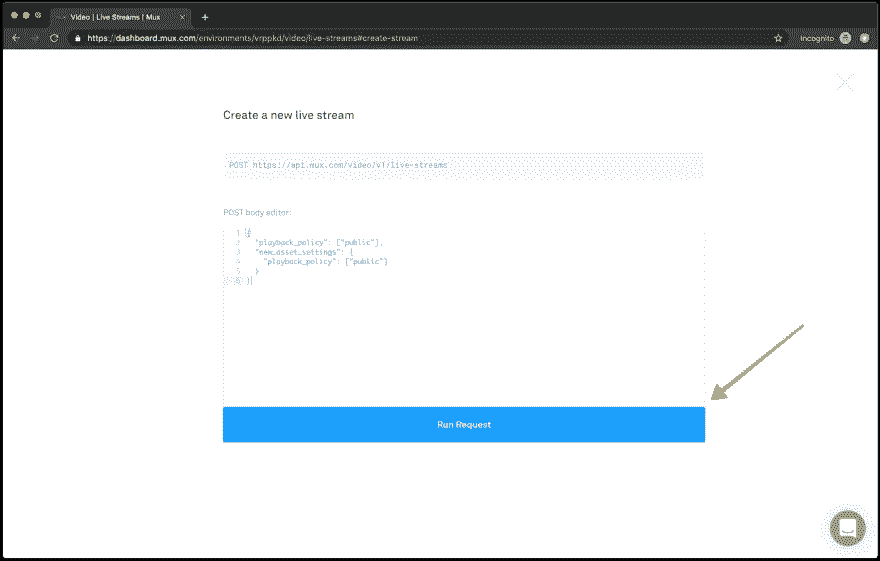 Video | Live Streams | Mux
https://dashboard.mux.com/environments/vrppkd/video/live-streams#create-stream
Incognito
Create a new live stream
POST https://api.mux.com/video/v1/live-streams
POST body editor:
1 {
2 "playback_policy": ["public"],
3 "new_asset_settings": {
4 "playback_policy": ["public"]
5 }
6 }
Run Request